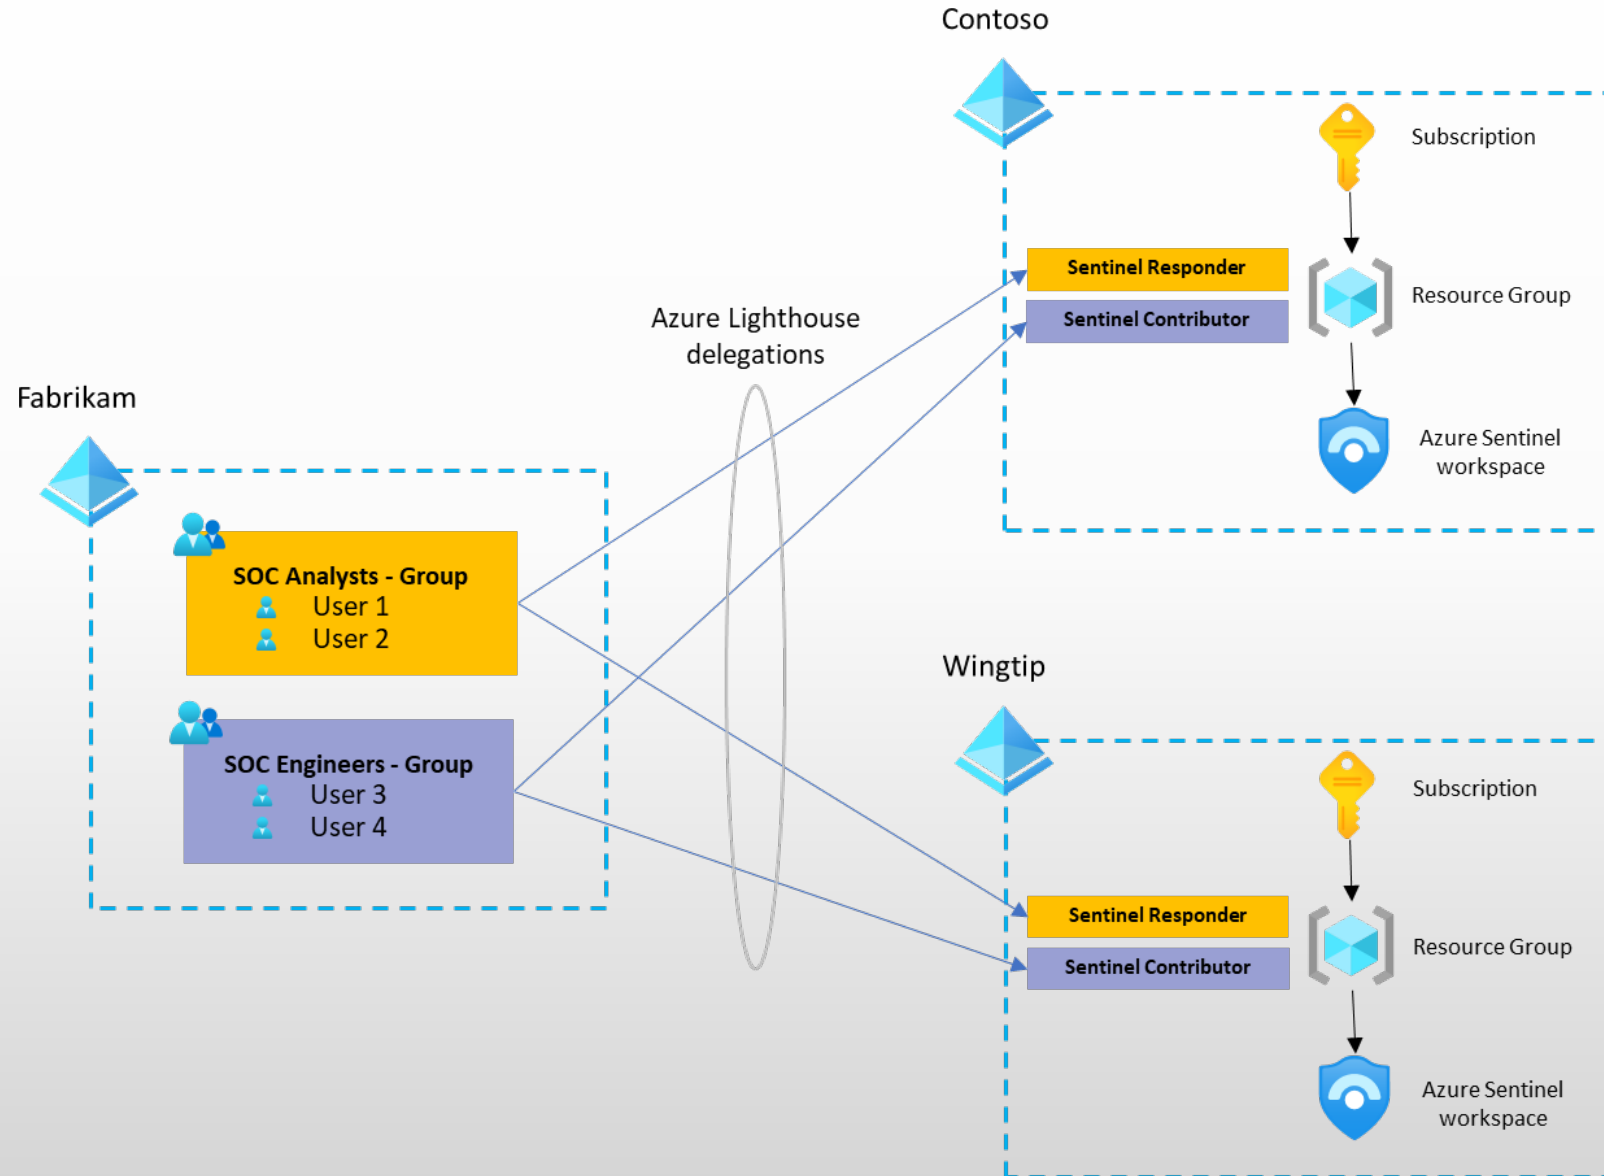 Contoso
Subscription
Sentinel Responder
Resource Group
Sentinel Contributor
Azure Lighthouse
delegations
Fabrikam
Azure Sentinel
workspace
SOC Analysts - Group
User 1
User 2
Wingtip
SOC Engineers - Group
User 3
User 4
Subscription
Sentinel Responder
Resource Group
Sentinel Contributor
Azure Sentinel
workspace